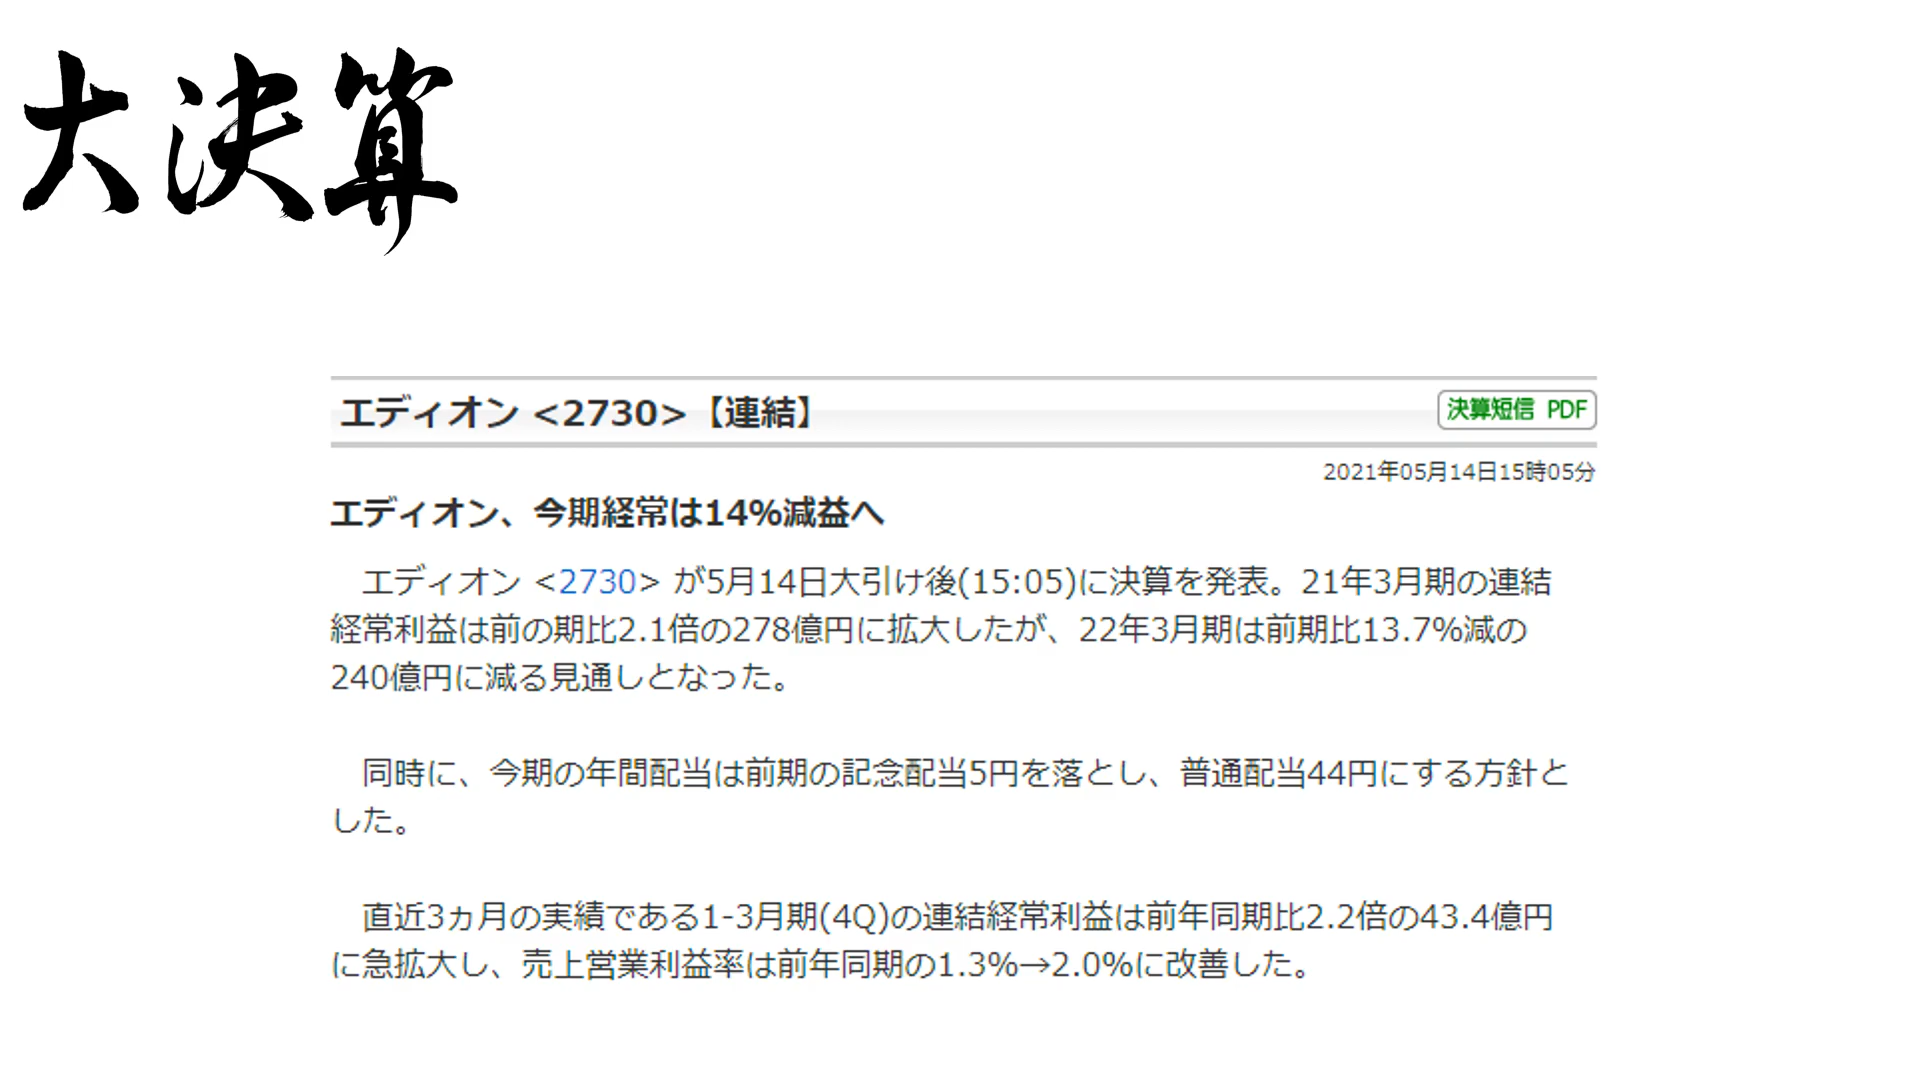 大決算
エディオン <2730>【連結】
決算短信 PDF
2021年05月14日15時05分
エディオン、今期経常は14%減益へ
　エディオン <2730> が5月14日大引け後(15:05)に決算を発表。21年3月期の連結
経常利益は前の期比2.1倍の278億円に拡大したが、22年3月期は前期比13.7%減の
240億円に減る見通しとなった。
　同時に、今期の年間配当は前期の記念配当5円を落とし、普通配当44円にする方針と
した。
　直近3ヵ月の実績である1-3月期(4Q)の連結経常利益は前年同期比2.2倍の43.4億円
に急拡大し、売上営業利益率は前年同期の1.3%→2.0%に改善した。